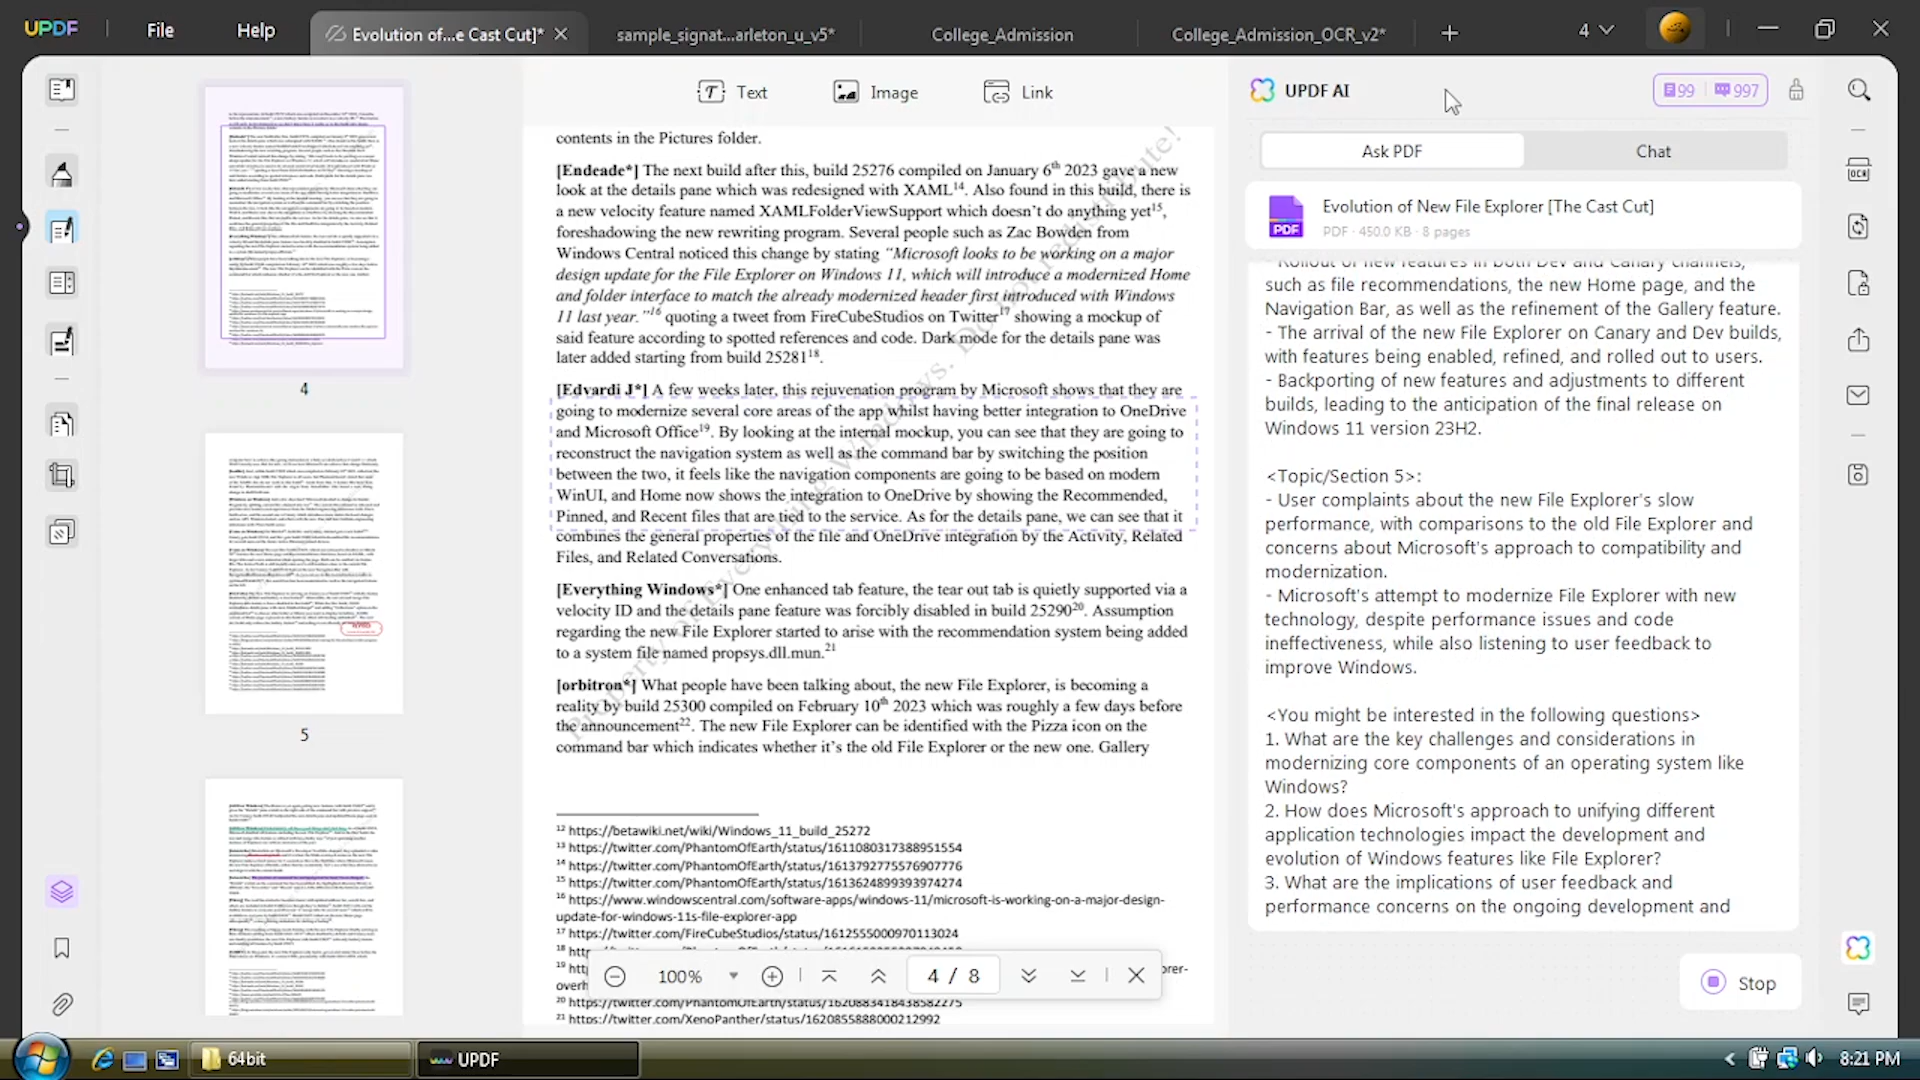 UPDF
File
Help
Evolution of...e Cast Cut]*
sample_signat...arleton_u_v5*
College_Admission
College_Admission_OCR_v2*
4
Text
Image
Link
contents in the Pictures folder.
[Endeade*] The next build after this, build 25276 compiled on January 6th 2023 gave a new
look at the details pane which was redesigned with XAML14. Also found in this build, there is
a new velocity feature named XAMLFolderViewSupport which doesn't do anything yet15,
foreshadowing the new rewriting program. Several people such as Zac Bowden from
Windows Central noticed this change by stating "Microsoft looks to be working on a major
design update for the File Explorer on Windows 11, which will introduce a modernized Home
and folder interface to match the already modernized header first introduced with Windows
11 last year."16 quoting a tweet from FireCubeStudios on Twitter17 showing a mockup of
said feature according to spotted references and code. Dark mode for the details pane was
later added starting from build 2528118.
[Edvardi J*] A few weeks later, this rejuvenation program by Microsoft shows that they are
going to modernize several core areas of the app whilst having better integration to OneDrive
and Microsoft Office19. By looking at the internal mockup, you can see that they are going to
reconstruct the navigation system as well as the command bar by switching the position
between the two, it feels like the navigation components are going to be based on modern
WinUI, and Home now shows the integration to OneDrive by showing the Recommended,
Pinned, and Recent files that are tied to the service. As for the details pane, we can see that it
combines the general properties of the file and OneDrive integration by the Activity, Related
Files, and Related Conversations.
[Everything Windows*] One enhanced tab feature, the tear out tab is quietly supported via a
velocity ID and the details pane feature was forcibly disabled in build 2529020. Assumption
regarding the new File Explorer started to arise with the recommendation system being added
to a system file named propsys.dll.mun.21
[orbitron*] What people have been talking about, the new File Explorer, is becoming a
reality by build 25300 compiled on February 10th 2023 which was roughly a few days before
the announcement22. The new File Explorer can be identified with the Pizza icon on the
command bar which indicates whether it's the old File Explorer or the new one. Gallery
12 https://betawiki.net/wiki/Windows_11_build_25272
13 https://twitter.com/PhantomOfEarth/status/1611080317388951554
14 https://twitter.com/PhantomOfEarth/status/1613792775576907776
15 https://twitter.com/PhantomOfEarth/status/1613624899393974274
16 https://www.windowscentral.com/software-apps/windows-11/microsoft-is-working-on-a-major-design-
update-for-windows-11s-file-explorer-app
17 https://twitter.com/FireCubeStudios/status/1612555000970113024
18
19
20 https://twitter.com/PhantomOfEarth/status/1620883418438582275
21 https://twitter.com/XenoPanther/status/1620855888000212992
100%
4 / 8
4
5
UPDF AI
99
997
Ask PDF
Chat
PDF
Evolution of New File Explorer [The Cast Cut]
PDF · 450.0 KB · 8 pages
- Rollout of new features in both Dev and Canary channels,
such as file recommendations, the new Home page, and the
Navigation Bar, as well as the refinement of the Gallery feature.
- The arrival of the new File Explorer on Canary and Dev builds,
with features being enabled, refined, and rolled out to users.
- Backporting of new features and adjustments to different
builds, leading to the anticipation of the final release on
Windows 11 version 23H2.
<Topic/Section 5>:
- User complaints about the new File Explorer's slow
performance, with comparisons to the old File Explorer and
concerns about Microsoft's approach to compatibility and
modernization.
- Microsoft's attempt to modernize File Explorer with new
technology, despite performance issues and code
ineffectiveness, while also listening to user feedback to
improve Windows.
<You might be interested in the following questions>
1. What are the key challenges and considerations in
modernizing core components of an operating system like
Windows?
2. How does Microsoft's approach to unifying different
application technologies impact the development and
evolution of Windows features like File Explorer?
3. What are the implications of user feedback and
performance concerns on the ongoing development and
Stop
OCR
64bit
UPDF
8:21 PM